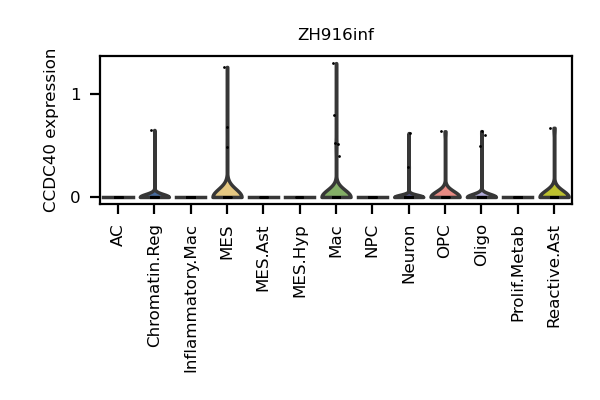 ZH916inf
CCDC40 expression
1
0
AC
Chromatin.Reg
Inflammatory.Mac
MES
MES.Ast
MES.Hyp
Mac
NPC
Neuron
OPC
Oligo
Prolif.Metab
Reactive.Ast